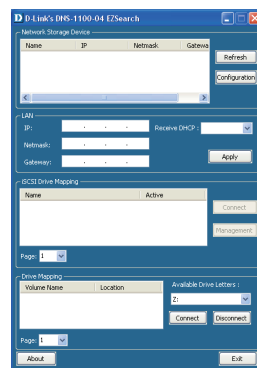 D-Link's DNS-1100-04 EZSearch
Network Storage Device
Name IP Netmask Gatewa
Refresh
Configuration
LAN
IP: . . . Receive DHCP :
Netmask: . . .
Gateway: . . . Apply
iSCSI Drive Mapping
Name Active
Connect
Management
Page: 1
Drive Mapping
Volume Name Location Available Drive Letters :
Z:
Connect Disconnect
Page: 1
About Exit